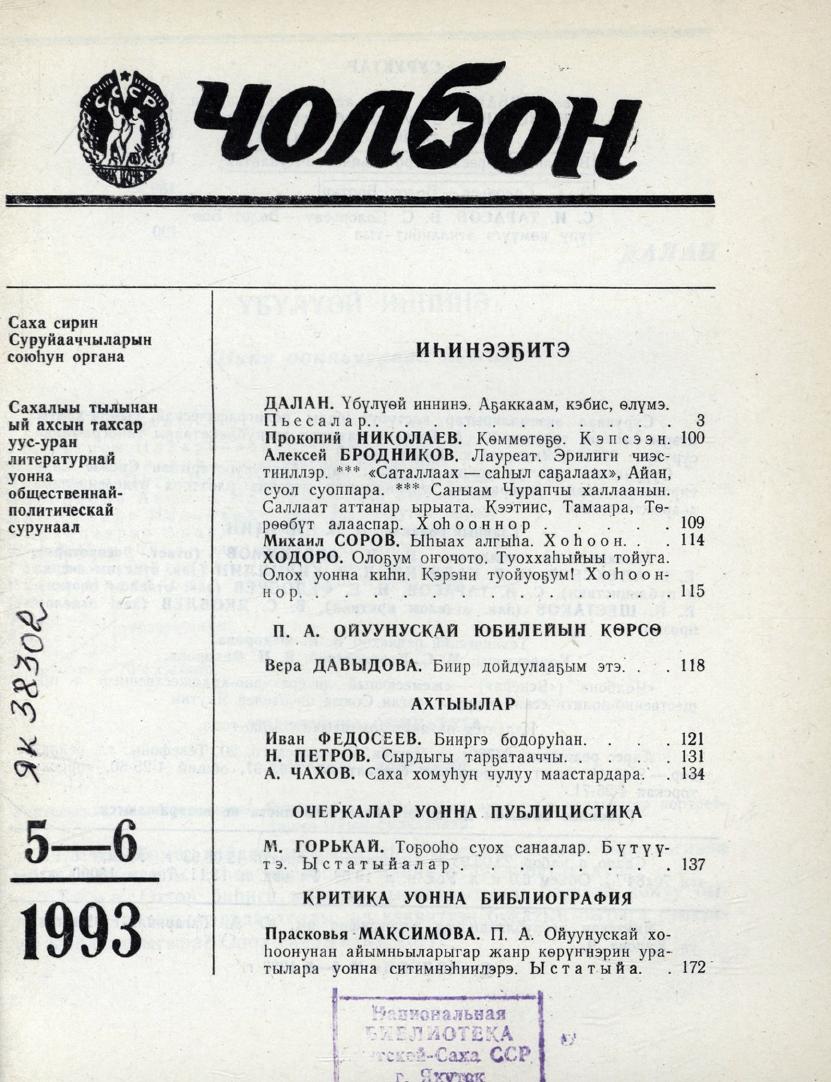 СССР
чолбон
Саха сирин
Суруйааччыларын
союһун органа
Сахалыы тылынан
ый ахсын тахсар
уус-уран
литературнай
уонна
общественнай-
политическай
сурунаал
ЯК 38302
5—6
1993
ИҺИНЭЭҔИТЭ
ДАЛАН. Үбүлүөй иннинэ. Аҕаккаам, кэбис, өлүмэ.
Пьесалар. . . . . . . . . . 3
Прокопий НИКОЛАЕВ. Көммөтөҕө. Кэпсээн. 100
Алексей БРОДНИКОВ. Лауреат. Эрилиги чиэс-
тииллэр. *** «Саталлаах — саһыл саҕалаах», Айан,
суол суоппара. *** Саныам Чурапчы халлаанын.
Саллаат аттанар ырыата. Кээтиис, Тамаара, Тө-
рөөбүт алааспар. Хоһооннор . . . . . 109
Михаил СОРОВ. Ыһыах алгыһа. Хоһоон. . . 114
ХОДОРО. Олоҕум оҥочото. Туоххаһыйыы тойуга.
Олох уонна киһи. Кэрэни туойуоҕум! Хоһоон-
нор. . . . . . . . . . . 115
П. А. ОЙУУНУСКАЙ ЮБИЛЕЙЫН КӨРСӨ
Вера ДАВЫДОВА. Биир дойдулааҕым этэ. . . 118
АХТЫЫЛАР
Иван ФЕДОСЕЕВ. Бииргэ бодоруһан. . . . 121
Н. ПЕТРОВ. Сырдыгы тарҕатааччы. . . . 131
А. ЧАХОВ. Саха хомуһун чулуу маастардара. . 134
ОЧЕРКАЛАР УОННА ПУБЛИЦИСТИКА
М. ГОРЬКАЙ. Тоҕооһо суох санаалар. Бүтүү-
тэ. Ыстатыйалар. . . . . . . 137
КРИТИКА УОННА БИБЛИОГРАФИЯ
Прасковья МАКСИМОВА. П. А. Ойуунускай хо-
һоонунан айымньыларыгар жанр көрүҥнэрин ура-
тылара уонна ситимнэһиилэрэ. Ыстатыйа. . 172
Национальная
БИБЛИОТЕКА
Якутской-Саха ССР
г. Якутск